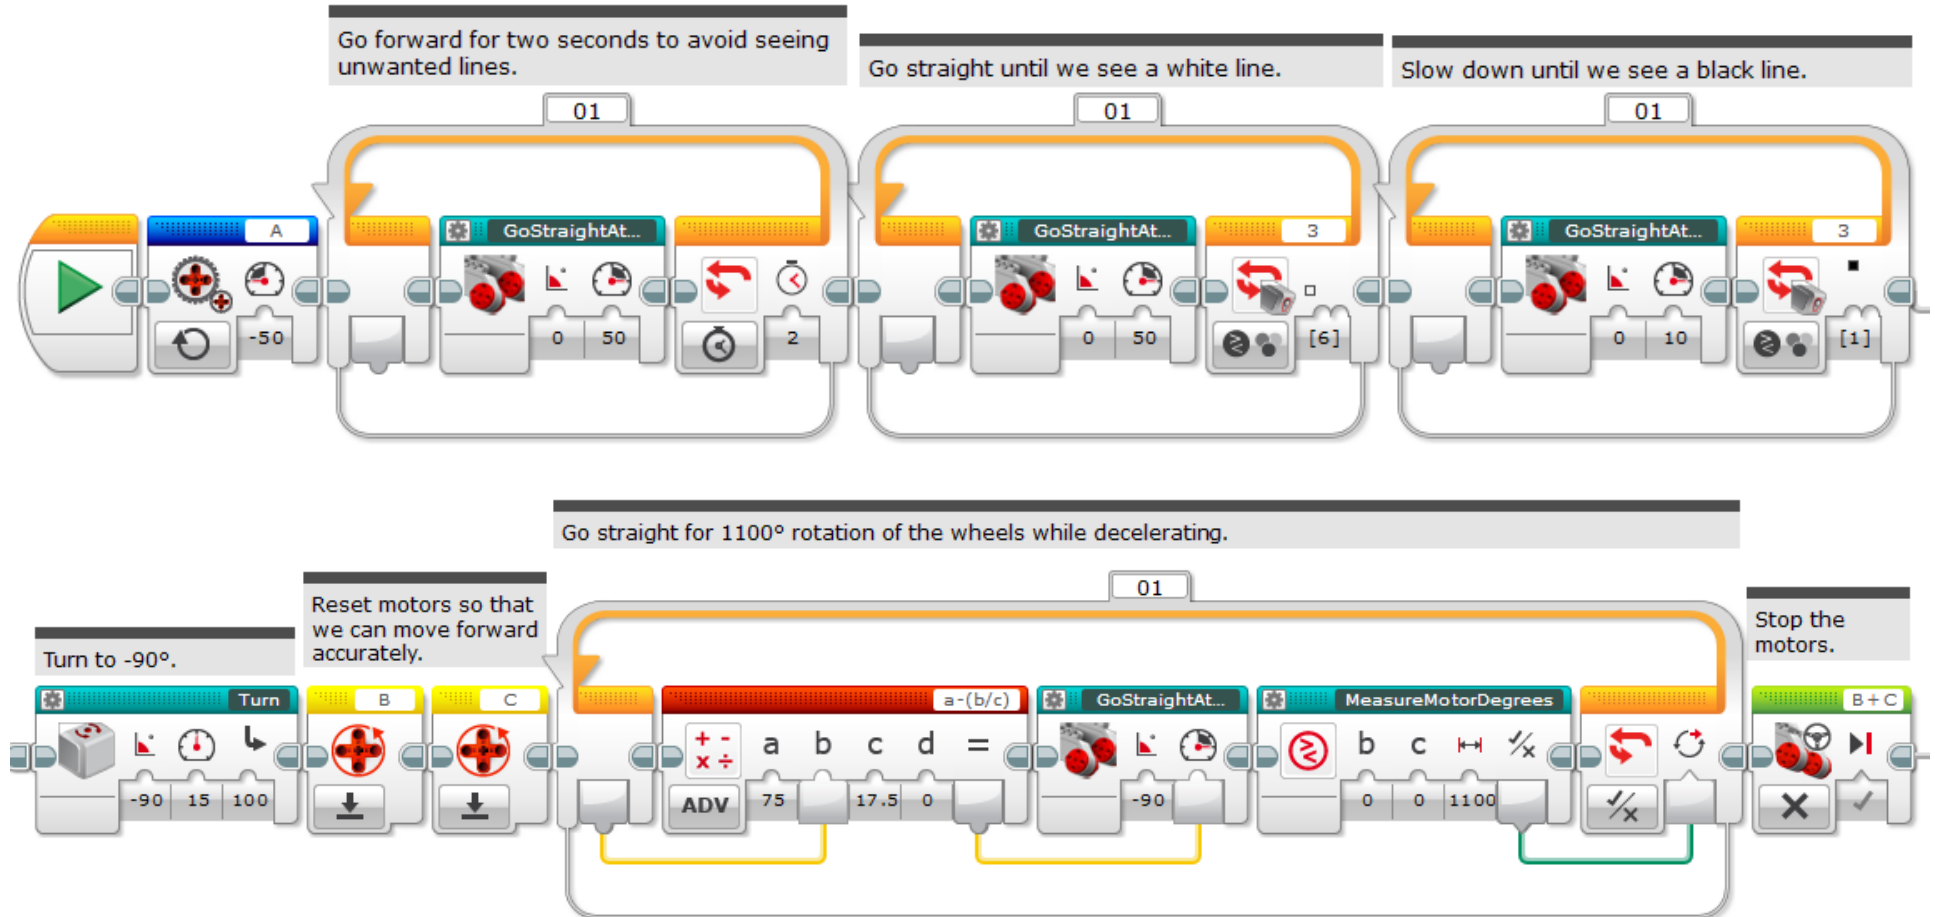 Go forward for two seconds to avoid seeing
unwanted lines.
Go straight until we see a white line.
Slow down until we see a black line.
01
01
01
A
GoStraightAt...
GoStraightAt...
3
GoStraightAt...
3
-50
0 50
2
0 50
[6]
0 10
[1]
Go straight for 1100° rotation of the wheels while decelerating.
01
Turn to -90°.
Reset motors so that
we can move forward
accurately.
Stop the
motors.
Turn
B
C
a-(b/c)
GoStraightAt...
MeasureMotorDegrees
B+C
a b c d =
b c
-90 15 100
ADV
75
17.5 0
-90
0 0 1100